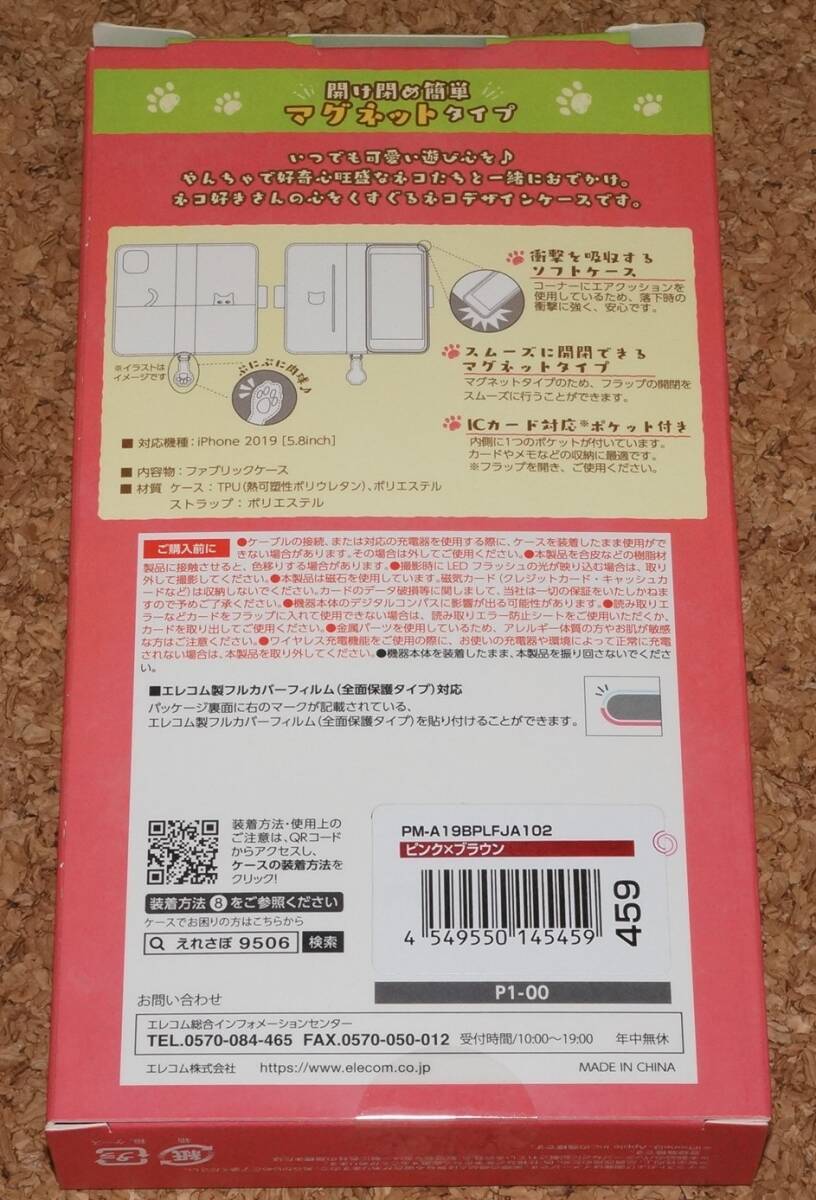 開け閉め簡単
マグネットタイプ
いつでも可愛い遊び心を♪
やんちゃで好奇心旺盛なネコたちと一緒におでかけ。
ネコ好きさんの心をくすぐるネコデザインケースです。
※イラストは
イメージです
ぷにぷに肉球♪
衝撃を吸収する
ソフトケース
コーナーにエアクッションを
使用しているため、落下時の
衝撃に強く、安心です。
スムーズに開閉できる
マグネットタイプ
マグネットタイプのため、フラップの開閉を
スムーズに行うことができます。
ICカード対応※ポケット付き
内側に1つのポケットが付いています。
カードやメモなどの収納に最適です。
※フラップを開き、ご使用ください。
■ 対応機種：iPhone 2019 [5.8inch]
■ 内容物：ファブリックケース
■ 材質 ケース：TPU（熱可塑性ポリウレタン）、ポリエステル
ストラップ：ポリエステル
ご購入前に ●ケーブルの接続、または対応の充電器を使用する際に、ケースを装着したまま使用がで
きない場合があります。その場合は外してご使用ください。●本製品を合皮などの樹脂材
製品に接触させると、色移りする場合があります。●撮影時にLED フラッシュの光が映り込む場合は、取り
外して撮影してください。●本製品は磁石を使用しています。磁気カード（クレジットカード・キャッシュカ
ードなど）は収納しないでください。カードのデータ破損等に関しまして、当社は一切の保証をいたしかねま
すので予めご了承ください。●機器本体のデジタルコンパスに影響が出る可能性があります。●読み取りエ
ラーなどカードをフラップに入れて使用できない場合は、読み取りエラー防止シートをご使用いただくか、
カードを取り出してご使用ください。●金属パーツを使用しているため、アレルギー体質の方やお肌が敏感
な方はご注意ください。●ワイヤレス充電機能をご使用の際に、お使いの充電器や環境によって正常に充電
されない場合は、本製品を取り外してください。●機器本体を装着したまま、本製品を振り回さないでくださ
い。
■エレコム製フルカバーフィルム（全面保護タイプ）対応
パッケージ裏面に右のマークが記載されている、
エレコム製フルカバーフィルム（全面保護タイプ）を貼り付けることができます。
装着方法・使用上の
ご注意は、QRコード
からアクセスし、
ケースの装着方法を
クリック！
装着方法 ⑧ をご参照ください
ケースでお困りの方はこちらから
えれさぽ 9506 検索
PM-A19BPLFJA102
ピンク×ブラウン
4 549550 145459
459
P1-00
お問い合わせ
エレコム総合インフォメーションセンター
TEL.0570-084-465 FAX.0570-050-012 受付時間/10:00～19:00 年中無休
エレコム株式会社 https://www.elecom.co.jp MADE IN CHINA
紙
プラ